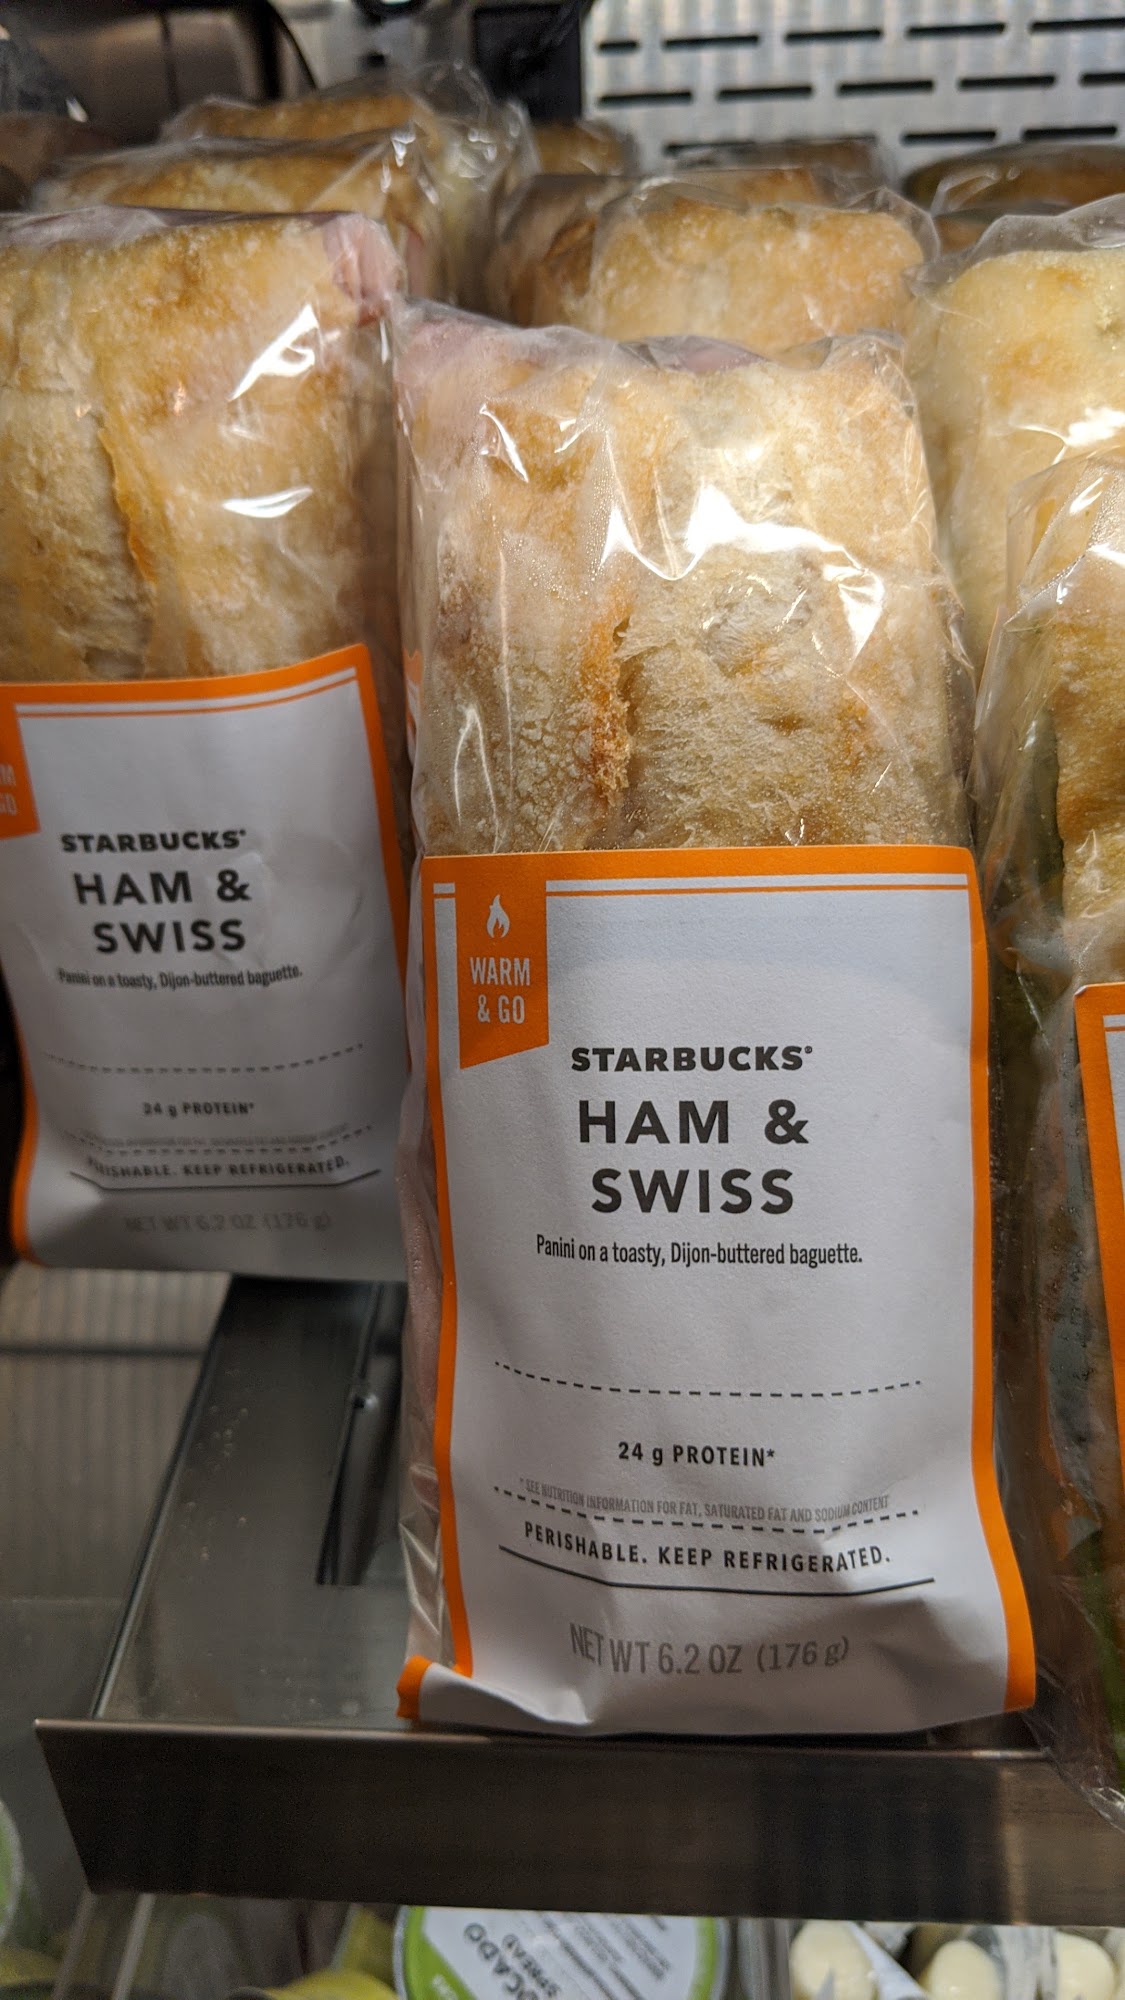 STARBUCKS®
HAM &
SWISS
Panini on a toasty, Dijon-buttered baguette.
24 g PROTEIN*
PERISHABLE. KEEP REFRIGERATED.
NET WT 6.2 OZ (176 g)
WARM
& GO
STARBUCKS®
HAM &
SWISS
Panini on a toasty, Dijon-buttered baguette.
24 g PROTEIN*
* SEE NUTRITION INFORMATION FOR FAT, SATURATED FAT AND SODIUM CONTENT
PERISHABLE. KEEP REFRIGERATED.
NET WT 6.2 OZ (176 g)
SPREAD